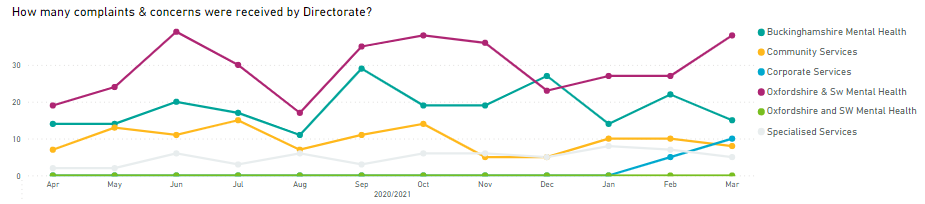 How many complaints & concerns were received by Directorate?
30
20
10
0
Apr May Jun Jul Aug Sep Oct Nov Dec Jan Feb Mar
2020/2021
Buckinghamshire Mental Health
Community Services
Corporate Services
Oxfordshire & Sw Mental Health
Oxfordshire and SW Mental Health
Specialised Services